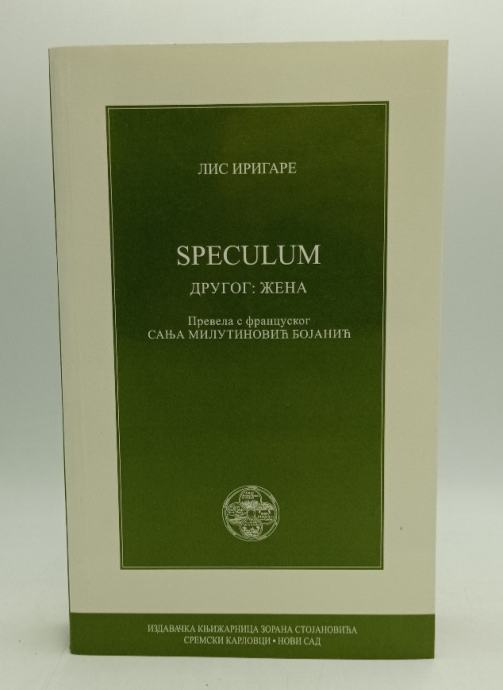 ЛИС ИРИГАРЕ
SPECULUM
ДРУГОГ: ЖЕНА
Превела с француског
САЊА МИЛУТИНОВИЋ БОЈАНИЋ
ИЗДАВАЧКА КЊИЖАРНИЦА ЗОРАНА СТОЈАНОВИЋА
СРЕМСКИ КАРЛОВЦИ • НОВИ САД